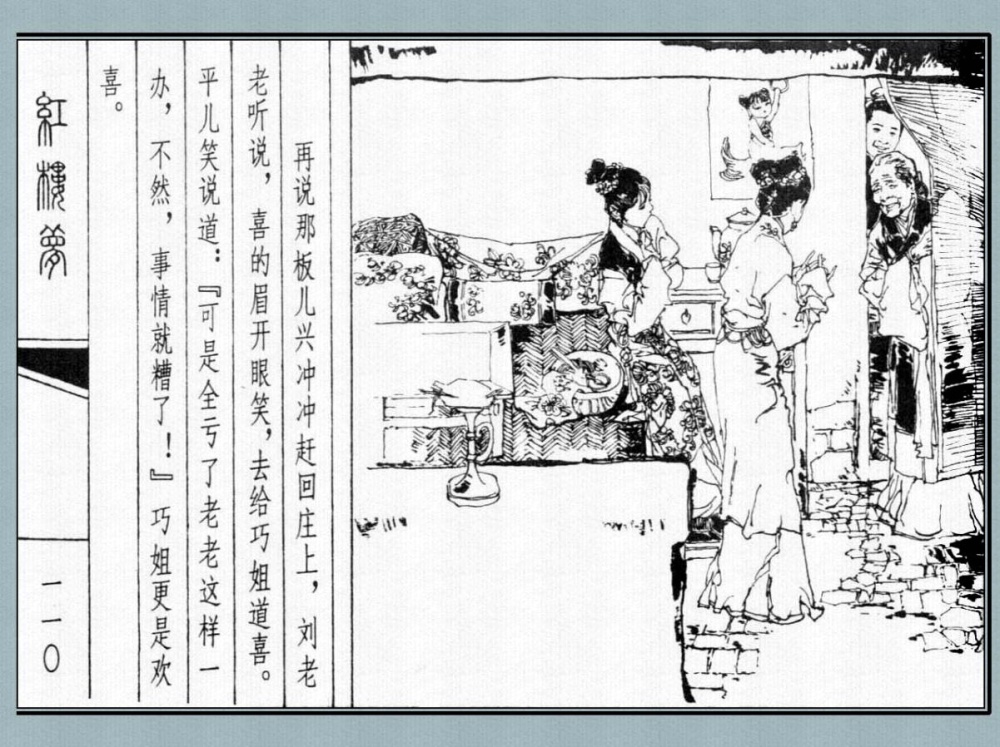 再说那板儿兴冲冲赶回庄上，刘老
老听说，喜的眉开眼笑，去给巧姐道喜。
平儿笑说道：『可是全亏了老老这样一
办，不然，事情就糟了！』巧姐更是欢
喜。
紅樓夢
一一〇